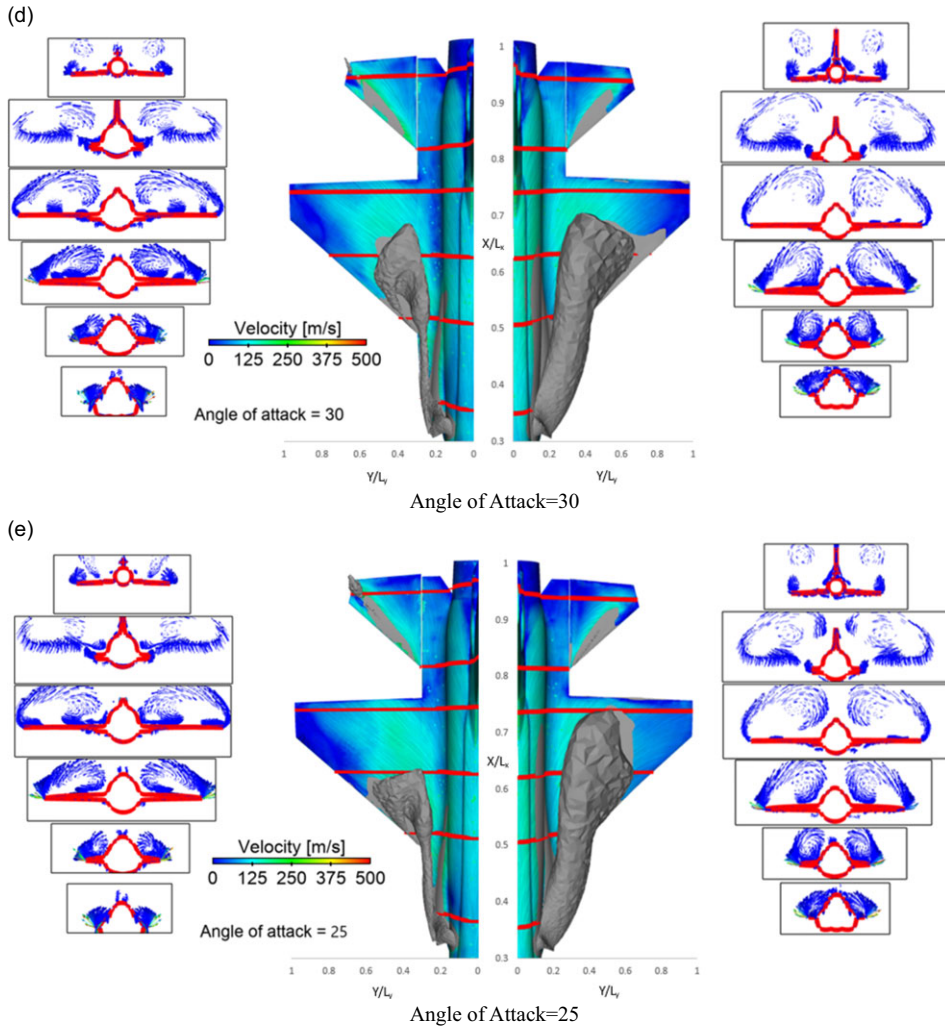 (d)
1
0.9
0.8
0.7
X/Lₓ
0.6
0.5
0.4
0.3
Velocity [m/s]
0 125 250 375 500
Angle of attack = 30
1 0.8 0.6 0.4 0.2 0
0 0.2 0.4 0.6 0.8 1
Y/Lᵧ
Y/Lᵧ
Angle of Attack=30
(e)
1
0.9
0.8
0.7
X/Lₓ
0.6
0.5
0.4
0.3
Velocity [m/s]
0 125 250 375 500
Angle of attack = 25
1 0.8 0.6 0.4 0.2 0
0 0.2 0.4 0.6 0.8 1
Y/Lᵧ
Y/Lᵧ
Angle of Attack=25